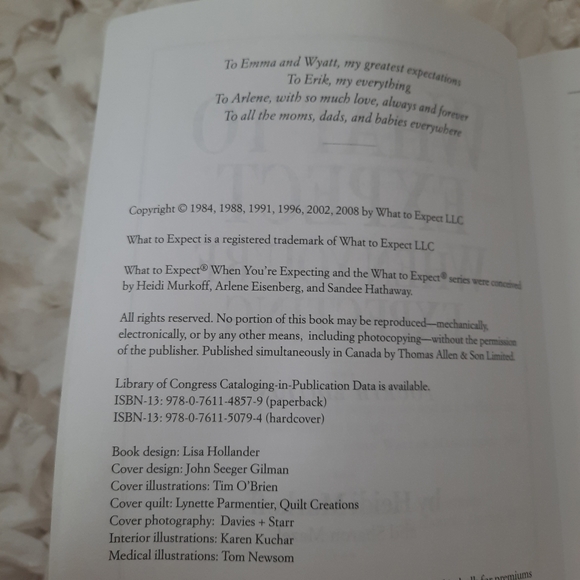 To Emma and Wyatt, my greatest expectations
To Erik, my everything
To Arlene, with so much love, always and forever
To all the moms, dads, and babies everywhere
Copyright © 1984, 1988, 1991, 1996, 2002, 2008 by What to Expect LLC
What to Expect is a registered trademark of What to Expect LLC
What to Expect® When You're Expecting and the What to Expect® series were conceived
by Heidi Murkoff, Arlene Eisenberg, and Sandee Hathaway.
All rights reserved. No portion of this book may be reproduced—mechanically,
electronically, or by any other means, including photocopying—without the permission
of the publisher. Published simultaneously in Canada by Thomas Allen & Son Limited.
Library of Congress Cataloging-in-Publication Data is available.
ISBN-13: 978-0-7611-4857-9 (paperback)
ISBN-13: 978-0-7611-5079-4 (hardcover)
Book design: Lisa Hollander
Cover design: John Seeger Gilman
Cover illustrations: Tim O'Brien
Cover quilt: Lynette Parmentier, Quilt Creations
Cover photography: Davies + Starr
Interior illustrations: Karen Kuchar
Medical illustrations: Tom Newsom
for premiums